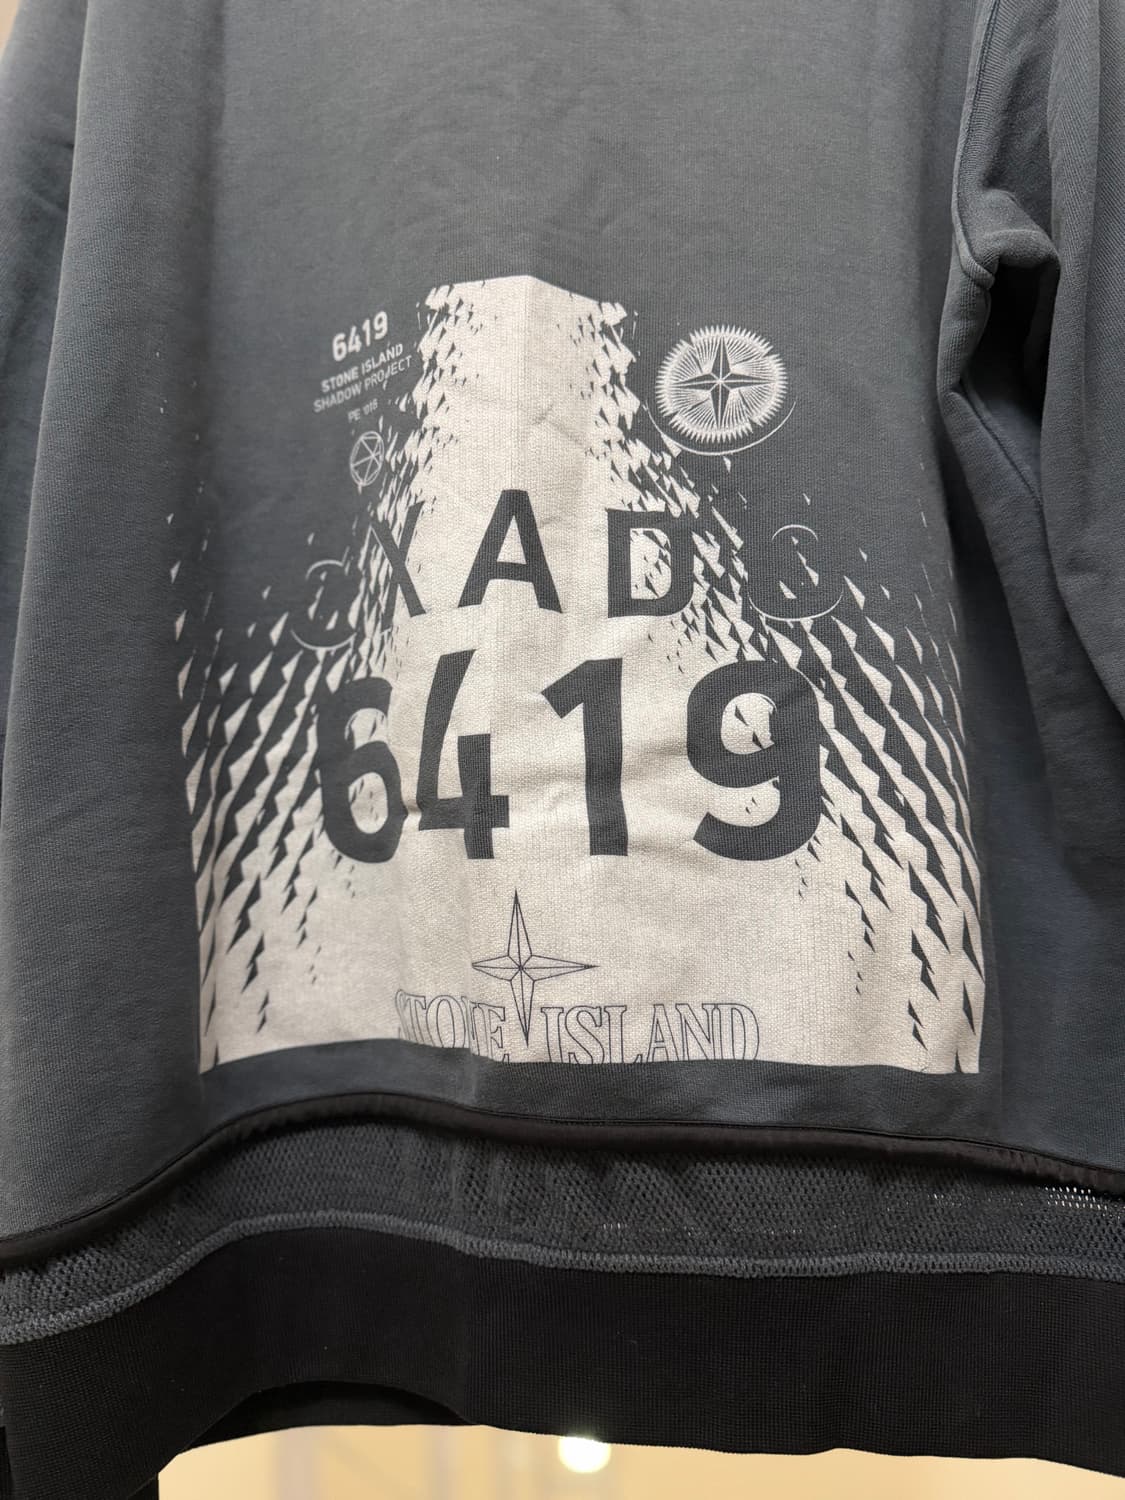 6419
STONE ISLAND
SHADOW PROJECT
PE '018
XAD
6419
STONE ISLAND